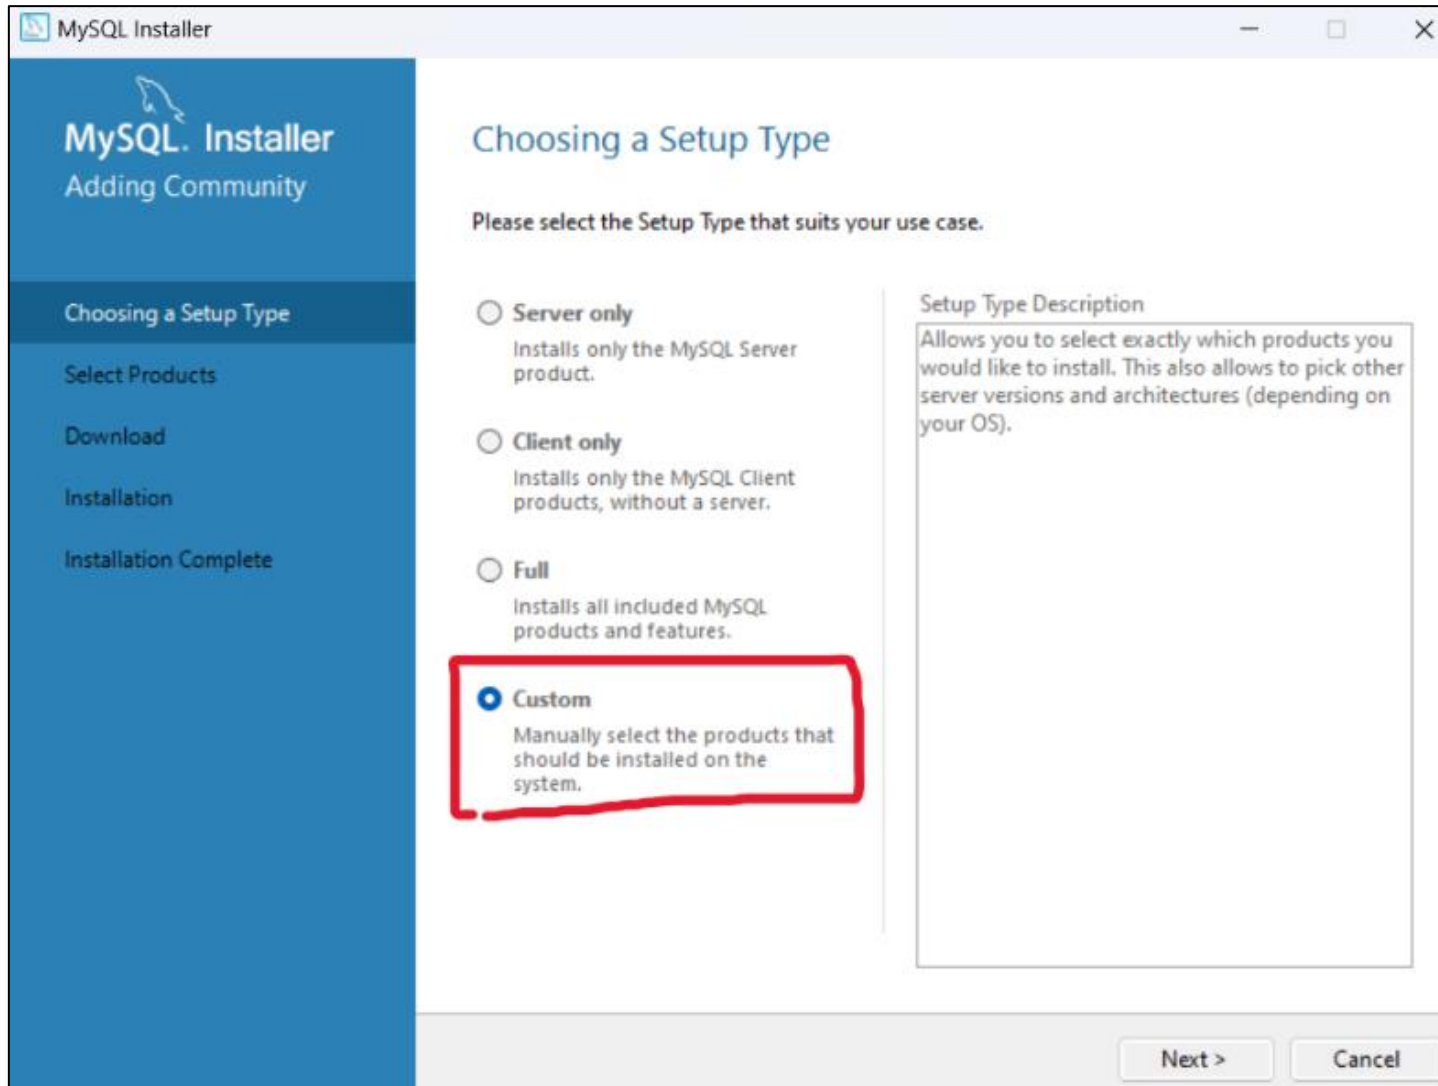 MySQL Installer
MySQL. Installer
Adding Community
Choosing a Setup Type
Select Products
Download
Installation
Installation Complete
Choosing a Setup Type
Please select the Setup Type that suits your use case.
Server only
Installs only the MySQL Server
product.
Client only
Installs only the MySQL Client
products, without a server.
Full
Installs all included MySQL
products and features.
Custom
Manually select the products that
should be installed on the
system.
Setup Type Description
Allows you to select exactly which products you
would like to install. This also allows to pick other
server versions and architectures (depending on
your OS).
Next >
Cancel